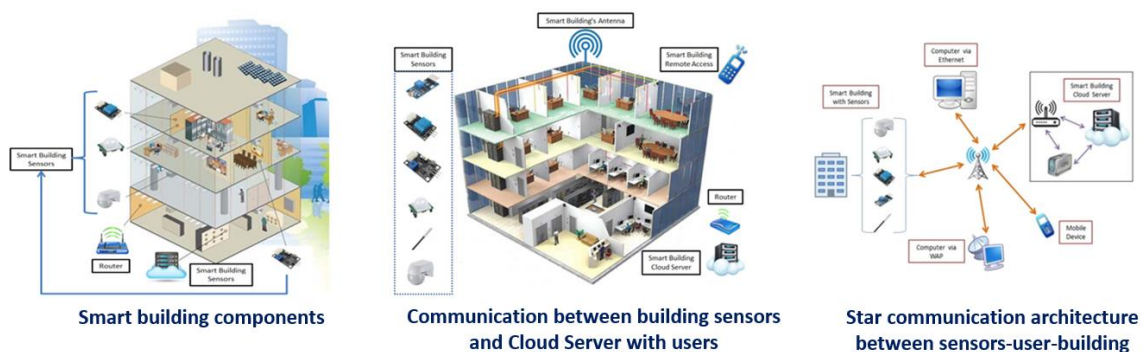 Smart Building
Sensors
Router
Smart Building
Sensors
Smart building components
Smart Building's Antenna
Smart Building
Sensors
Smart Building
Remote Access
Router
Smart Building
Cloud Server
Communication between building sensors
and Cloud Server with users
Computer via
Ethernet
Smart Building
with Sensors
Smart Building
Cloud Server
Mobile
Device
Computer via
WAP
Star communication architecture
between sensors-user-building